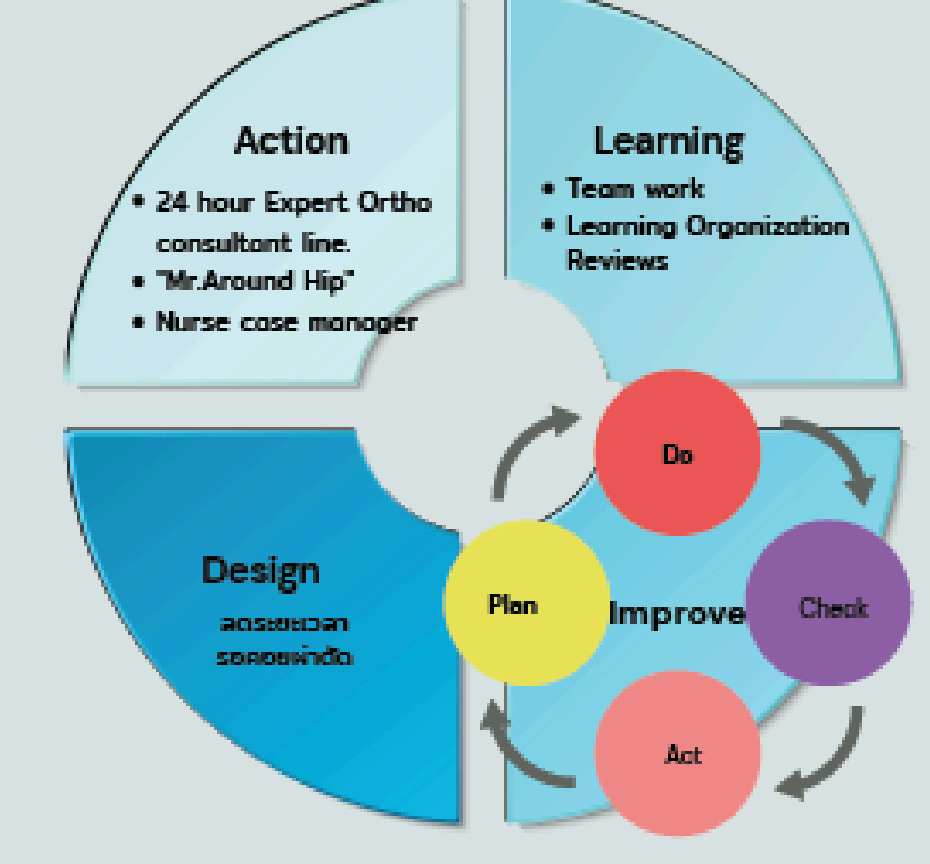 Action
• 24 hour Expert Ortho
consultant line.
• "Mr.Around Hip"
• Nurse case manager
Learning
• Team work
• Learning Organization
Reviews
Design
ลดระยะเวลา
รอคอยผ่าตัด
Improve
Plan
Do
Check
Act